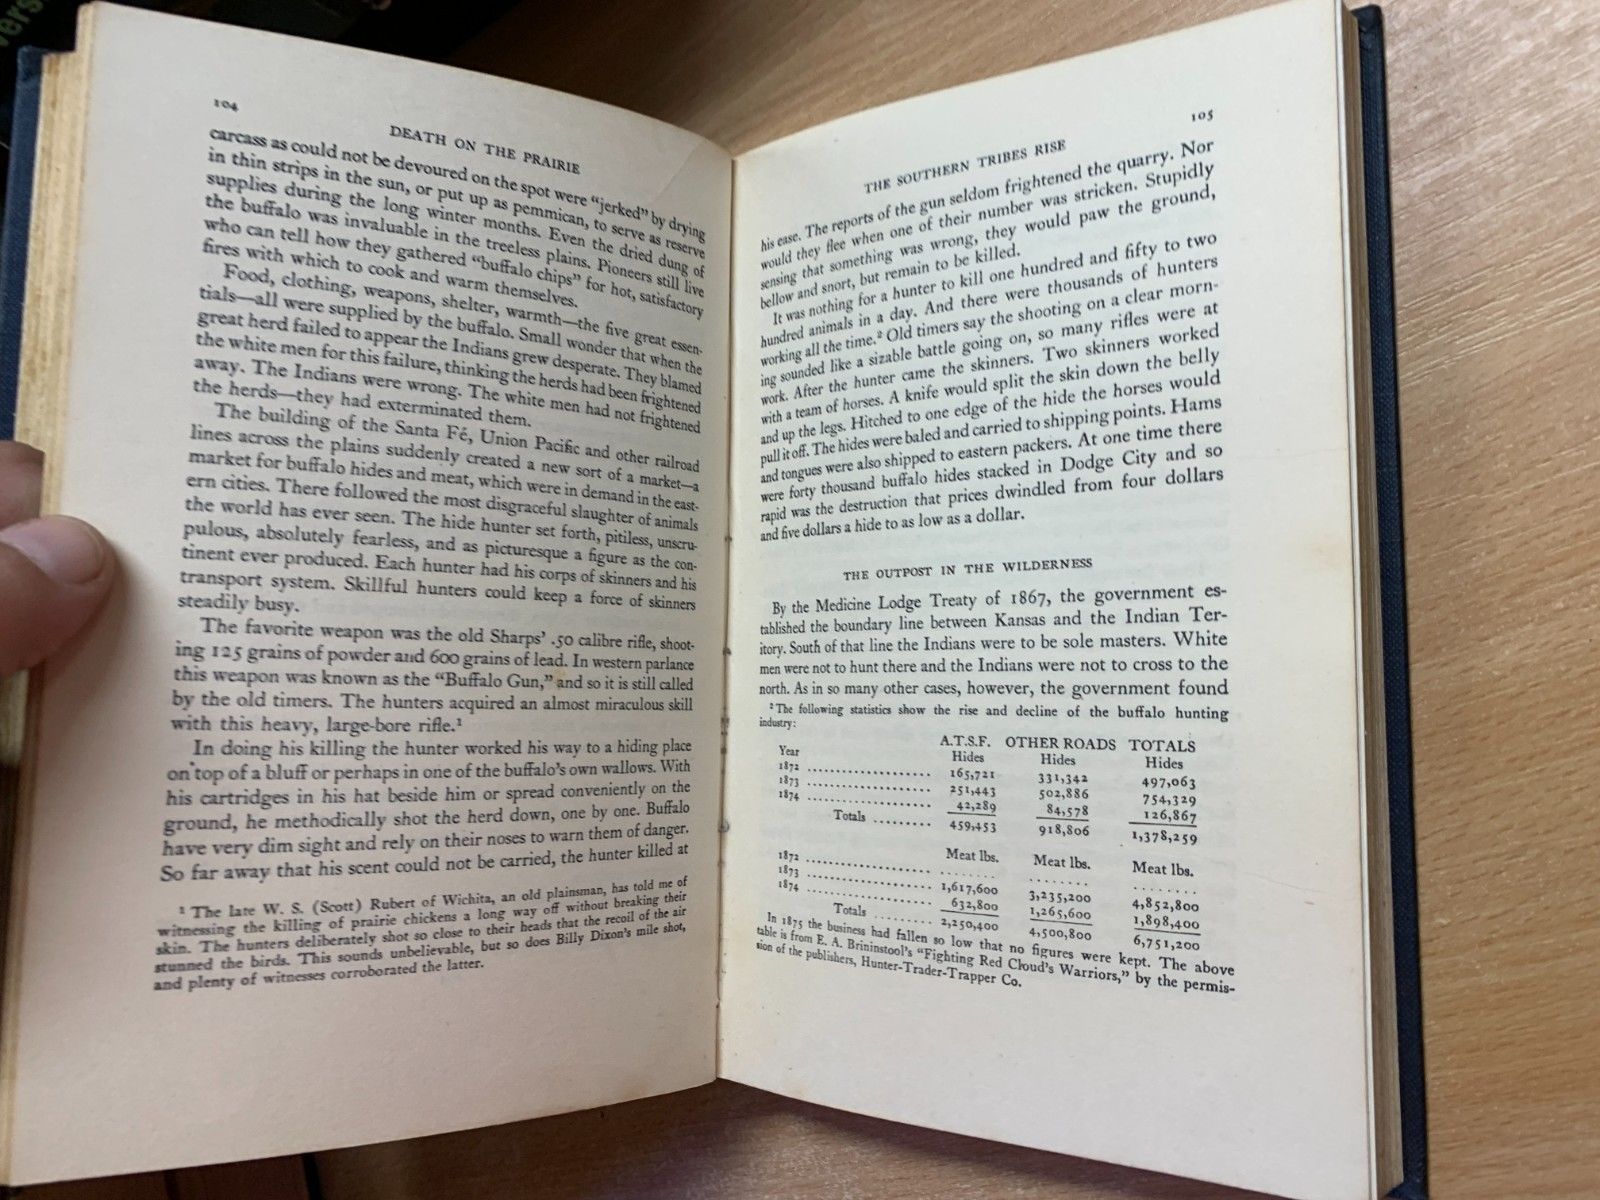 vers
104
DEATH ON THE PRAIRIE
carcass as could not be devoured on the spot were "jerked" by drying
in thin strips in the sun, or put up as pemmican, to serve as reserve
supplies during the long winter months. Even the dried dung of
the buffalo was invaluable in the treeless plains. Pioneers still live
who can tell how they gathered "buffalo chips" for hot, satisfactory
fires with which to cook and warm themselves.
Food, clothing, weapons, shelter, warmth—the five great essen-
tials—all were supplied by the buffalo. Small wonder that when the
great herd failed to appear the Indians grew desperate. They blamed
the white men for this failure, thinking the herds had been frightened
away. The Indians were wrong. The white men had not frightened
the herds—they had exterminated them.
The building of the Santa Fé, Union Pacific and other railroad
lines across the plains suddenly created a new sort of a market—a
market for buffalo hides and meat, which were in demand in the east-
ern cities. There followed the most disgraceful slaughter of animals
the world has ever seen. The hide hunter set forth, pitiless, unscru-
pulous, absolutely fearless, and as picturesque a figure as the con-
tinent ever produced. Each hunter had his corps of skinners and his
transport system. Skillful hunters could keep a force of skinners
steadily busy.
The favorite weapon was the old Sharps' .50 calibre rifle, shoot-
ing 125 grains of powder and 600 grains of lead. In western parlance
this weapon was known as the "Buffalo Gun," and so it is still called
by the old timers. The hunters acquired an almost miraculous skill
with this heavy, large-bore rifle.¹
In doing his killing the hunter worked his way to a hiding place
on top of a bluff or perhaps in one of the buffalo's own wallows. With
his cartridges in his hat beside him or spread conveniently on the
ground, he methodically shot the herd down, one by one. Buffalo
have very dim sight and rely on their noses to warn them of danger.
So far away that his scent could not be carried, the hunter killed at
¹ The late W. S. (Scott) Rubert of Wichita, an old plainsman, has told me of
witnessing the killing of prairie chickens a long way off without breaking their
skin. The hunters deliberately shot so close to their heads that the recoil of the air
stunned the birds. This sounds unbelievable, but so does Billy Dixon's mile shot,
and plenty of witnesses corroborated the latter.
105
THE SOUTHERN TRIBES RISE
his ease. The reports of the gun seldom frightened the quarry. Nor
would they flee when one of their number was stricken. Stupidly
sensing that something was wrong, they would paw the ground,
bellow and snort, but remain to be killed.
It was nothing for a hunter to kill one hundred and fifty to two
hundred animals in a day. And there were thousands of hunters
working all the time.² Old timers say the shooting on a clear morn-
ing sounded like a sizable battle going on, so many rifles were at
work. After the hunter came the skinners. Two skinners worked
with a team of horses. A knife would split the skin down the belly
and up the legs. Hitched to one edge of the hide the horses would
pull it off. The hides were baled and carried to shipping points. Hams
and tongues were also shipped to eastern packers. At one time there
were forty thousand buffalo hides stacked in Dodge City and so
rapid was the destruction that prices dwindled from four dollars
and five dollars a hide to as low as a dollar.
THE OUTPOST IN THE WILDERNESS
By the Medicine Lodge Treaty of 1867, the government es-
tablished the boundary line between Kansas and the Indian Ter-
ritory. South of that line the Indians were to be sole masters. White
men were not to hunt there and the Indians were not to cross to the
north. As in so many other cases, however, the government found
² The following statistics show the rise and decline of the buffalo hunting
industry:
A.T.S.F. OTHER ROADS TOTALS
Year Hides Hides Hides
1872 .................... 165,721 331,342 497,063
1873 .................... 251,443 502,886 754,329
1874 .................... 42,289 84,578 126,867
Totals ......... 459,453 918,806 1,378,259
Meat lbs. Meat lbs. Meat lbs.
1872 .................... ........ ........ ........
1873 .................... 1,617,600 3,235,200 4,852,800
1874 .................... 632,800 1,265,600 1,898,400
Totals ......... 2,250,400 4,500,800 6,751,200
In 1875 the business had fallen so low that no figures were kept. The above
table is from E. A. Brininstool's "Fighting Red Cloud's Warriors," by the permis-
sion of the publishers, Hunter-Trader-Trapper Co.